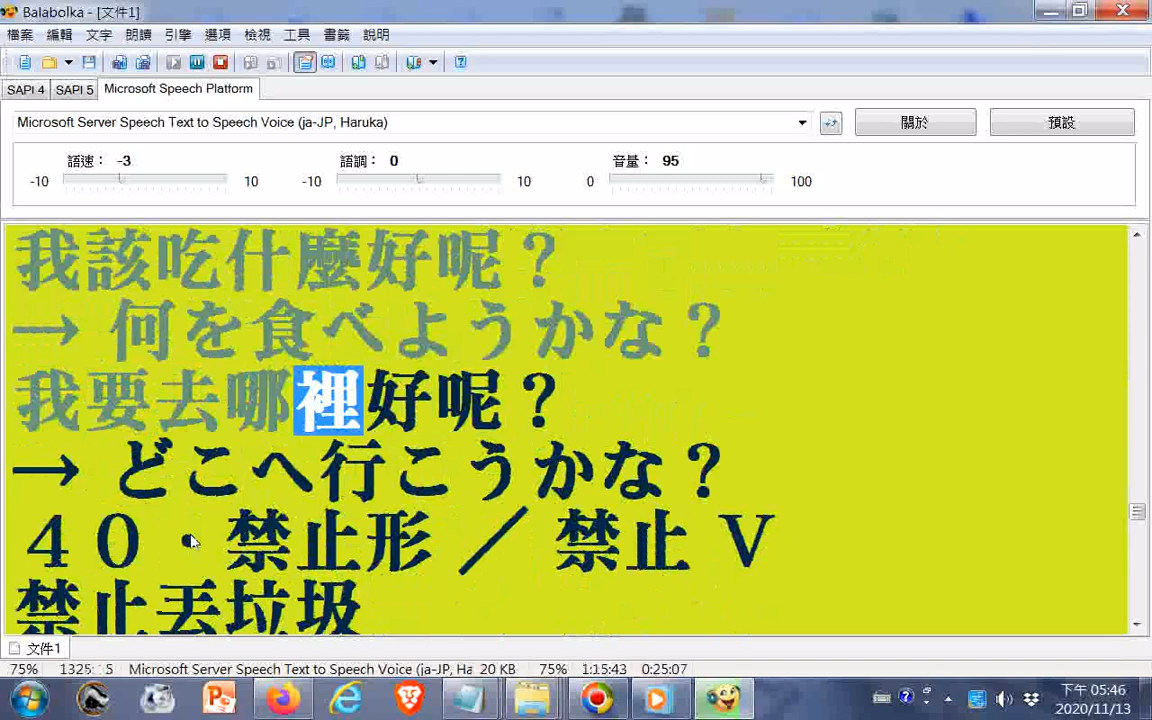 Balabolka - [文件1]
檔案 編輯 文字 朗讀 引擎 選項 檢視 工具 書籤 說明
SAPI 4 SAPI 5 Microsoft Speech Platform
Microsoft Server Speech Text to Speech Voice (ja-JP, Haruka) 關於 預設
語速： -3 語調： 0 音量： 95
-10 10 -10 10 0 100
我該吃什麼好呢？
→ 何を食べようかな？
我要去哪裡好呢？
→ どこへ行こうかな？
４０・禁止形／ 禁止 Ｖ
禁止丟垃圾
文件1
75% Microsoft Server Speech Text to Speech Voice (ja-JP, Ha 20 KB 75% 1:15:43 0:25:07
下午 05:46
2020/11/13